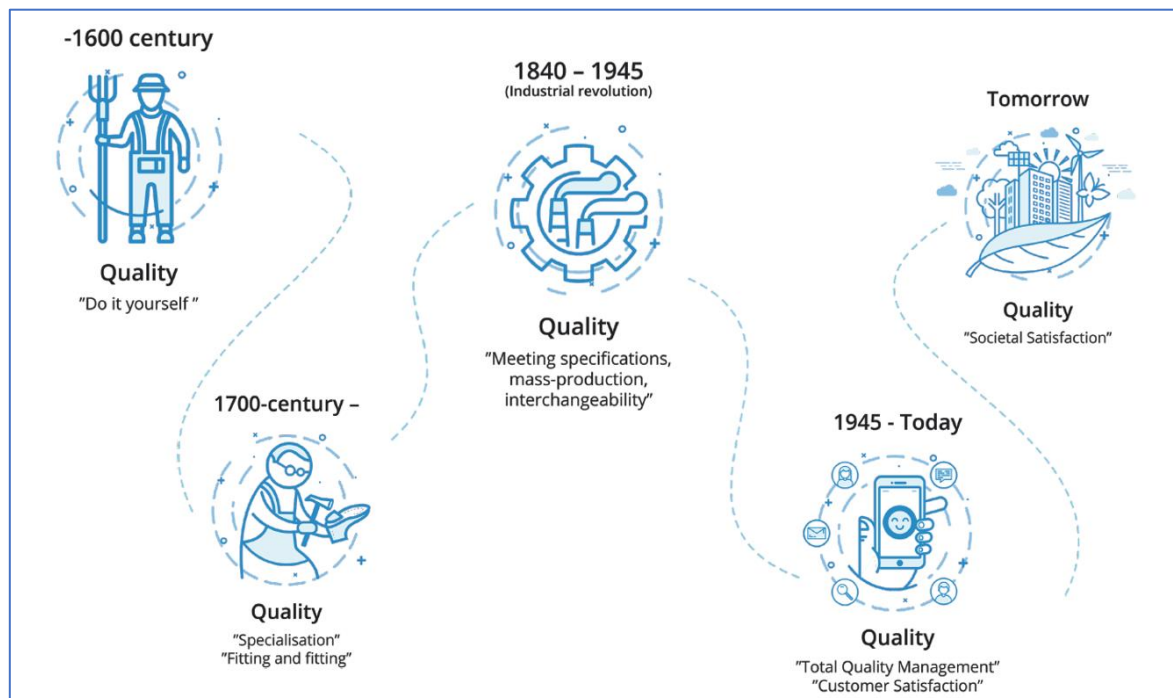 -1600 century
Quality
”Do it yourself ”
1700-century –
Quality
”Specialisation”
”Fitting and fitting”
1840 – 1945
(Industrial revolution)
Quality
”Meeting specifications,
mass-production,
interchangeability”
1945 - Today
Quality
”Total Quality Management”
”Customer Satisfaction”
Tomorrow
Quality
”Societal Satisfaction”